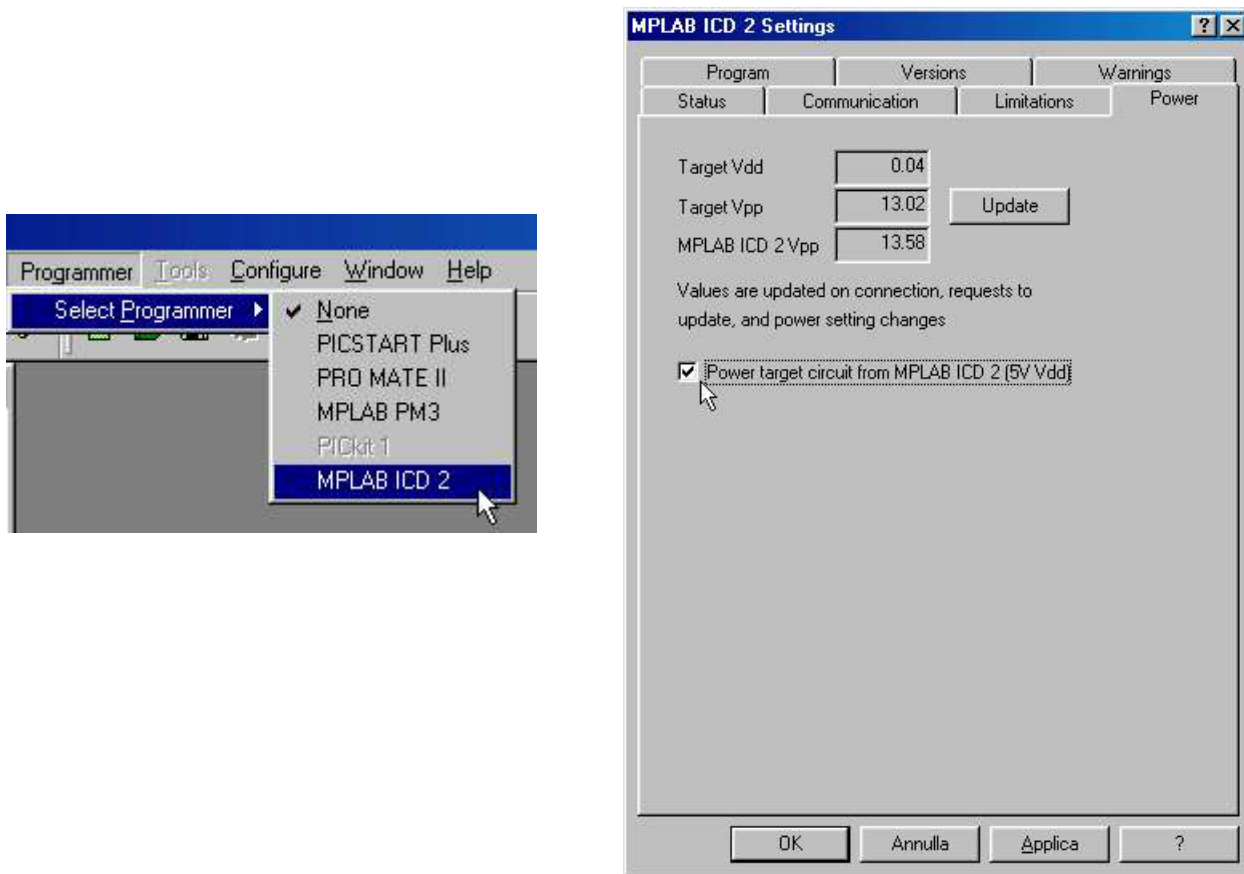 Programmer Tools Configure Window Help
Select Programmer
None
PICSTART Plus
PRO MATE II
MPLAB PM3
PICkit 1
MPLAB ICD 2
MPLAB ICD 2 Settings
Program Versions Warnings
Status Communication Limitations Power
Target Vdd 0.04
Target Vpp 13.02 Update
MPLAB ICD 2 Vpp 13.58
Values are updated on connection, requests to
update, and power setting changes
Power target circuit from MPLAB ICD 2 (5V Vdd)
OK Annulla Applica ?